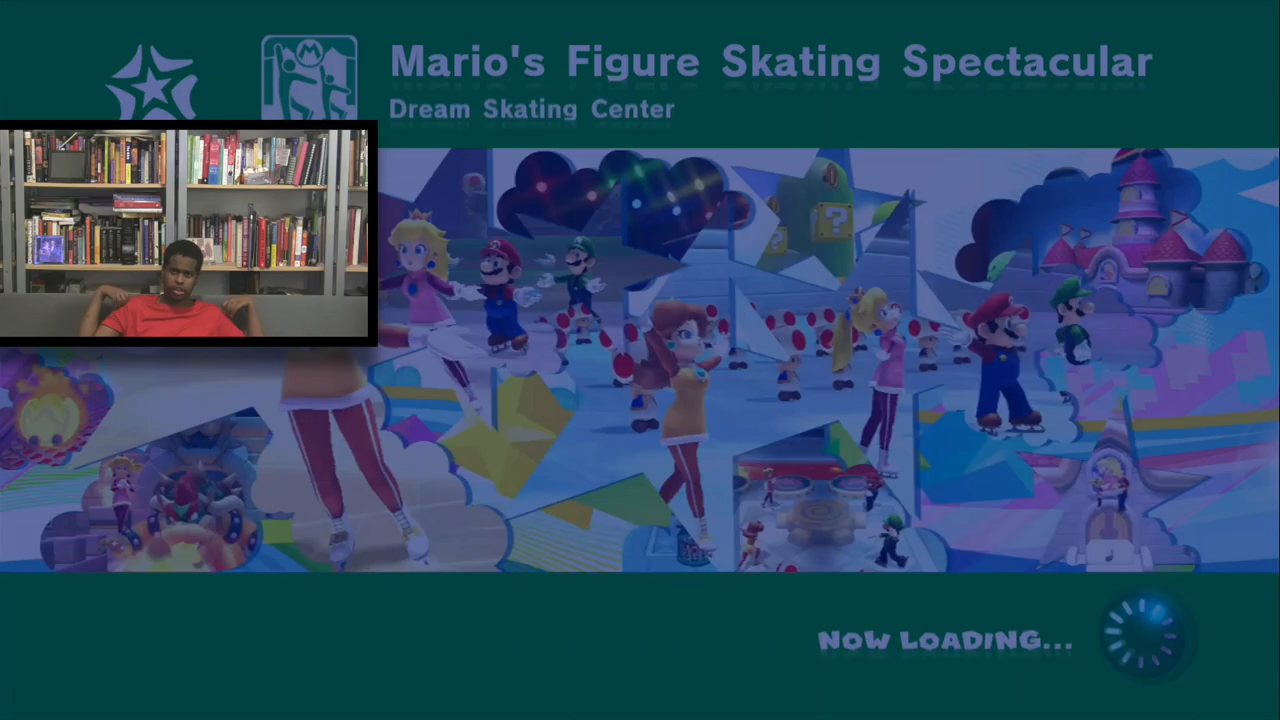 Mario's Figure Skating Spectacular
Dream Skating Center
M
?
?
NOW LOADING...